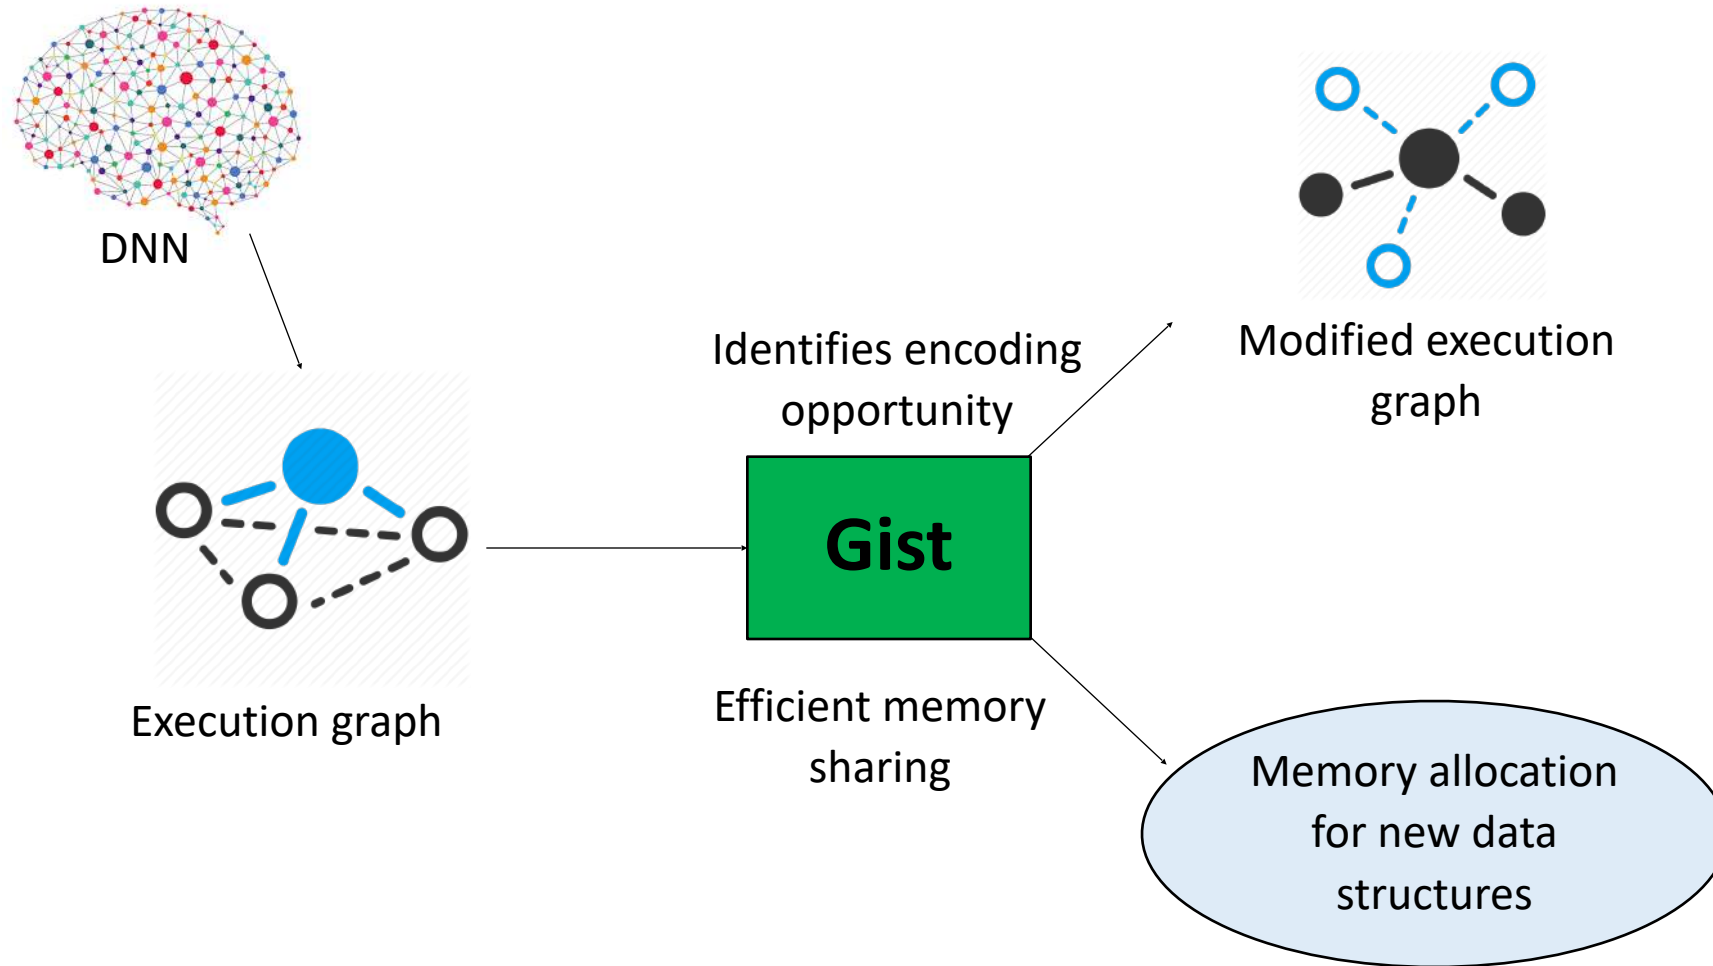 DNN
Execution graph
Identifies encoding
opportunity
Gist
Efficient memory
sharing
Modified execution
graph
Memory allocation
for new data
structures